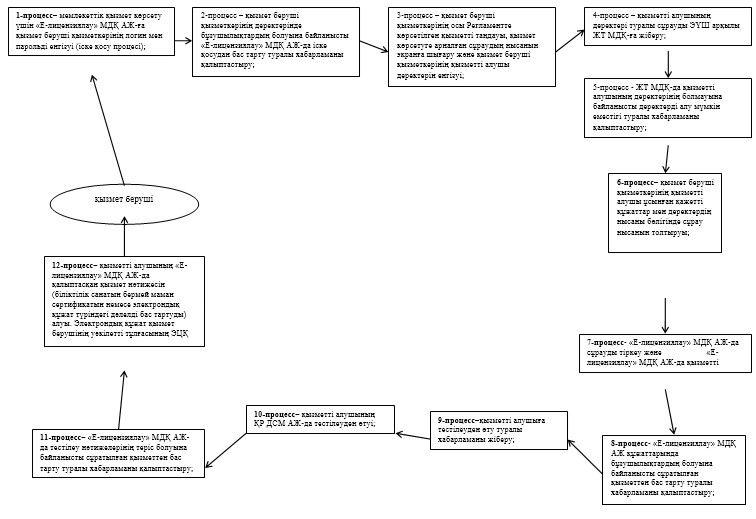 1-процесс– мемлекеттік қызмет көрсету
үшін «Е-лицензиялау» МДҚ АЖ-ға
қызмет беруші қызметкерінің логин мен
парольді енгізуі (іске қосу процесі);
2-процесс – қызмет беруші
қызметкерінің деректерінде
бұзушылықтардың болуына байланысты
«Е-лицензиялау» МДҚ АЖ-да іске
қосудан бас тарту туралы хабарламаны
қалыптастыру;
3-процесс – қызмет беруші
қызметкерінің осы Регламентте
көрсетілген қызметті таңдауы, қызмет
көрсетуге арналған сұраудың нысанын
экранға шығару және қызмет беруші
қызметкерінің қызметті алушы
деректерін енгізуі;
4-процесс – қызметті алушының
деректері туралы сұрауды ЭҮШ арқылы
ЖТ МДҚ-ға жіберу;
5-процесс - ЖТ МДҚ-да қызметті
алушының деректерінің болмауына
байланысты деректерді алу мүмкін
еместігі туралы хабарламаны
қалыптастыру;
6-процесс– қызмет беруші
қызметкерінің қызметті
алушы ұсынған қажетті
құжаттар мен деректердің
нысаны бөлігінде сұрау
нысанын толтыруы;
қызмет беруші
12-процесс– қызметті алушының «Е-
лицензиялау» МДҚ АЖ-да
қалыптасқан қызмет нәтижесін
(біліктілік санатын бермей маман
сертификатын немесе электрондық
құжат түріндегі дәлелді бас тартуды)
алуы. Электрондық құжат қызмет
берушінің уәкілетті тұлғасының ЭЦҚ
7-процесс- «Е-лицензиялау» МДҚ АЖ-да
сұрауды тіркеу және «Е-
лицензиялау» МДҚ АЖ-да қызметті
10-процесс– қызметті алушының
ҚР ДСМ АЖ-да тестілеуден өтуі;
9-процесс–қызметті алушыға
тестілеуден өту туралы
хабарламаны жіберу;
11-процесс– «Е-лицензиялау» МДҚ АЖ-
да тестілеу нәтижелерінің теріс болуына
байланысты сұратылған қызметтен бас
тарту туралы хабарламаны қалыптастыру;
8-процесс- «Е-лицензиялау» МДҚ
АЖ құжаттарында
бұзушылықтардың болуына
байланысты сұратылған
қызметтен бас тарту туралы
хабарламаны қалыптастыру;